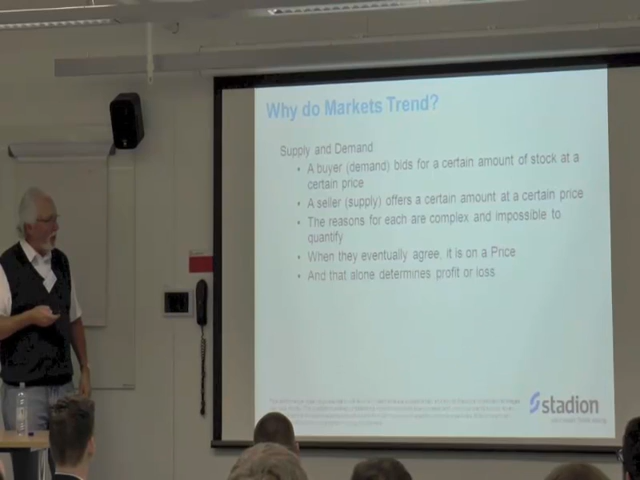 Why do Markets Trend?
Supply and Demand
• A buyer (demand) bids for a certain amount of stock at a
certain price
• A seller (supply) offers a certain amount at a certain price
• The reasons for each are complex and impossible to
quantify
• When they eventually agree, it is on a Price
• And that alone determines profit or loss
stadion